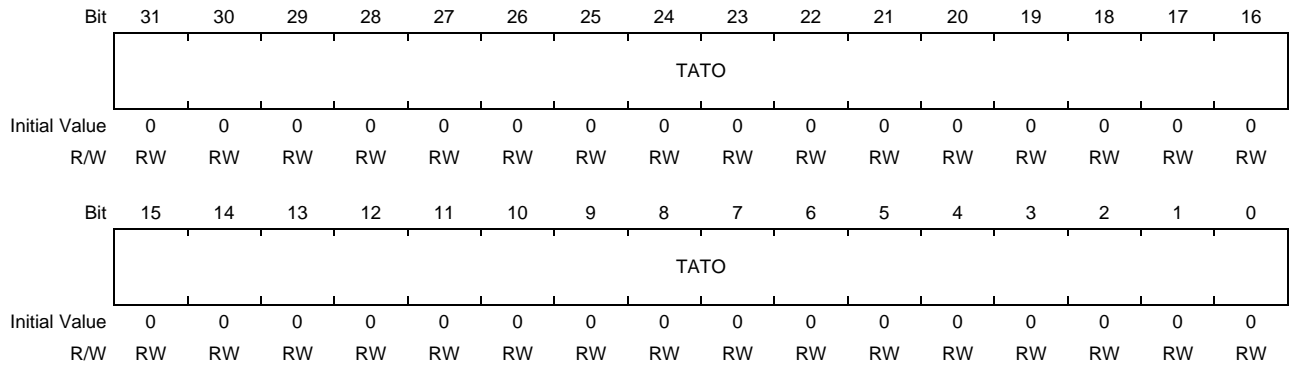 Bit 31 30 29 28 27 26 25 24 23 22 21 20 19 18 17 16
TATO
Initial Value 0 0 0 0 0 0 0 0 0 0 0 0 0 0 0 0
R/W RW RW RW RW RW RW RW RW RW RW RW RW RW RW RW RW
Bit 15 14 13 12 11 10 9 8 7 6 5 4 3 2 1 0
TATO
Initial Value 0 0 0 0 0 0 0 0 0 0 0 0 0 0 0 0
R/W RW RW RW RW RW RW RW RW RW RW RW RW RW RW RW RW